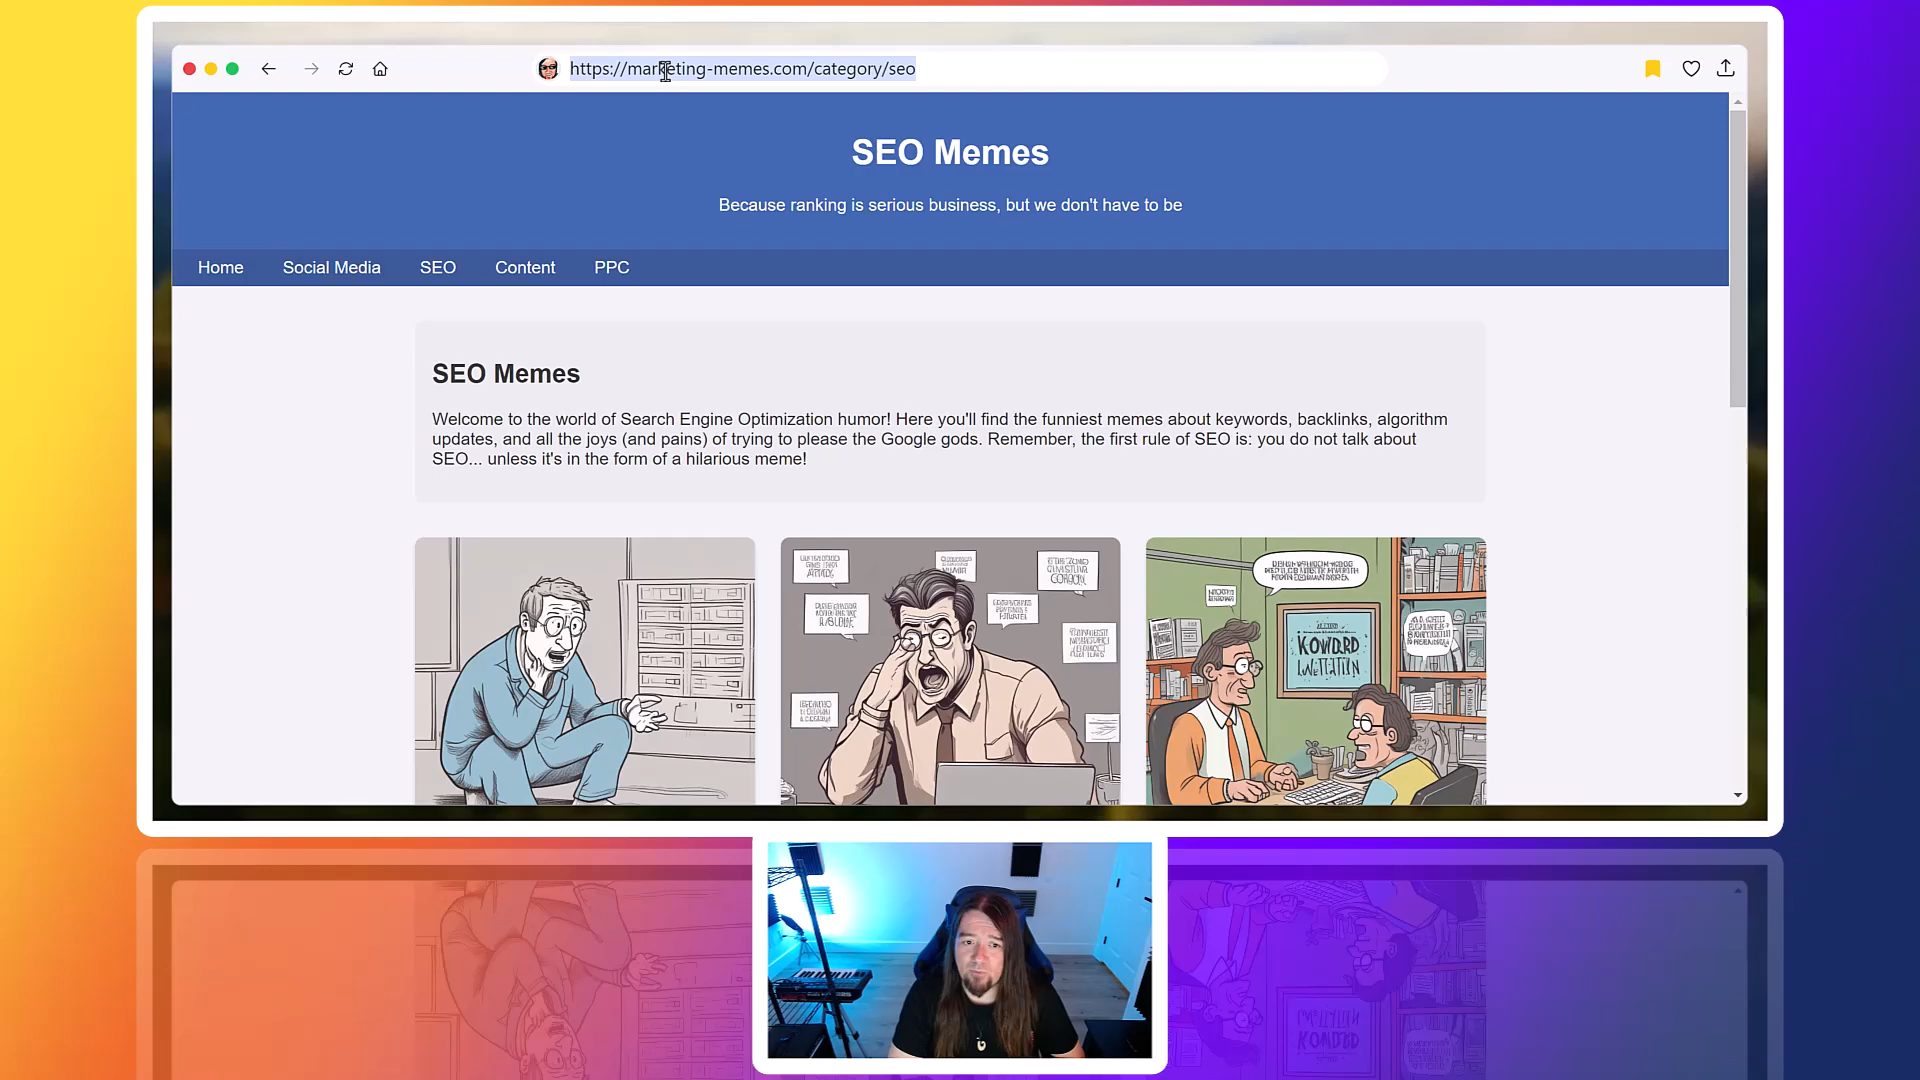 https://marketing-memes.com/category/seo
SEO Memes
Because ranking is serious business, but we don't have to be
Home Social Media SEO Content PPC
SEO Memes
Welcome to the world of Search Engine Optimization humor! Here you'll find the funniest memes about keywords, backlinks, algorithm
updates, and all the joys (and pains) of trying to please the Google gods. Remember, the first rule of SEO is: you do not talk about
SEO... unless it's in the form of a hilarious meme!